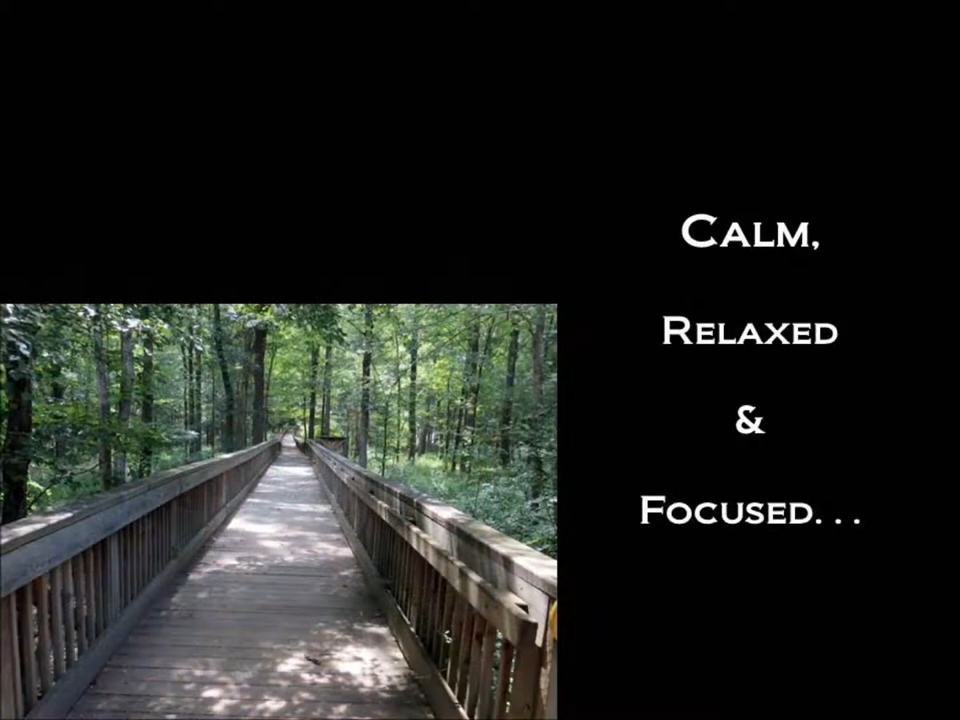 Calm,
Relaxed
&
Focused. . .